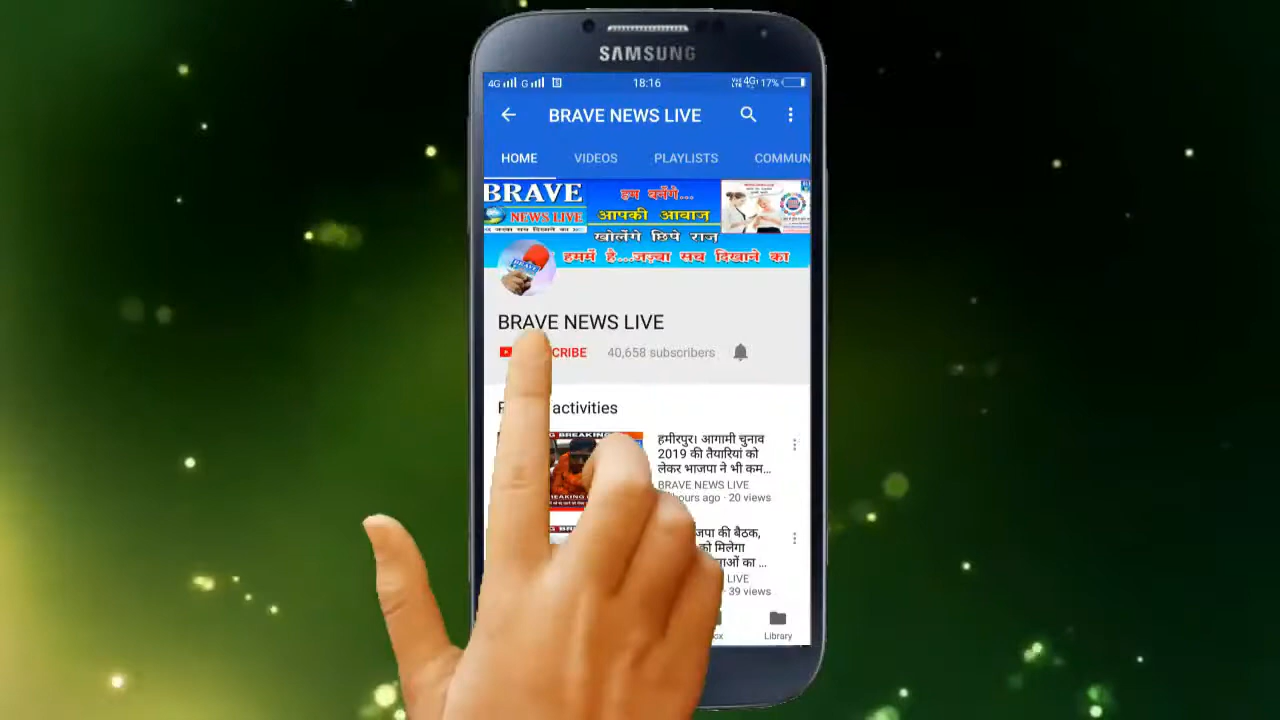 SAMSUNG
4G G 18:16 4G 17%
BRAVE NEWS LIVE
HOME VIDEOS PLAYLISTS COMMUN
BRAVE
NEWS LIVE
हम बनेंगे...
आपकी आवाज
खोलेंगे छिपे राज
हममें है...जज़्बा सच दिखाने का
BRAVE NEWS LIVE
CRIBE 40,658 subscribers
activities
हमीरपुर। आगामी चुनाव
2019 की तैयारियां को
लेकर भाजपा ने भी कम...
BRAVE NEWS LIVE
hours ago · 20 views
जपा की बैठक,
को मिलेगा
ाओं का ...
LIVE
39 views
Library